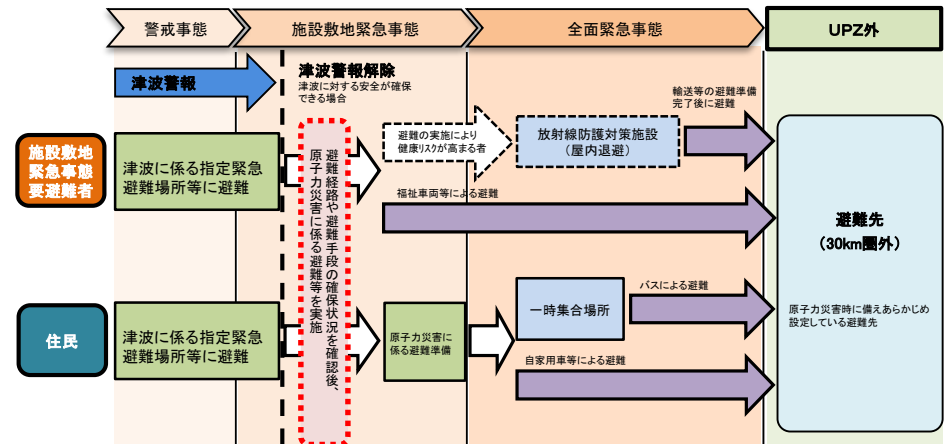 警戒事態
施設敷地緊急事態
全面緊急事態
UPZ外
津波警報
津波警報解除
津波に対する安全が確保
できる場合
施設敷地
緊急事態
要避難者
津波に係る指定緊急
避難場所等に避難
避難経路や避難手段の確保状況を確認後、
原子力災害に係る避難等を実施
避難の実施により
健康リスクが高まる者
放射線防護対策施設
（屋内退避）
輸送等の避難準備
完了後に避難
福祉車両等による避難
避難先
（30km圏外）
原子力災害時に備えあらかじめ
設定している避難先
住民
津波に係る指定緊急
避難場所等に避難
原子力災害に
係る避難準備
一時集合場所
バスによる避難
自家用車等による避難